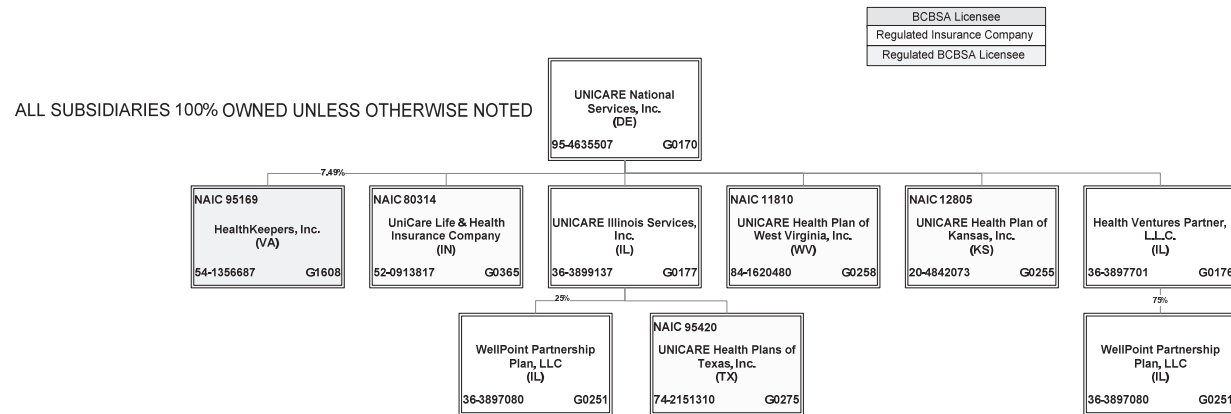 BCBSA Licensee
Regulated Insurance Company
Regulated BCBSA Licensee
ALL SUBSIDIARIES 100% OWNED UNLESS OTHERWISE NOTED
UNICARE National
Services, Inc.
(DE)
95-4635507 G0170
7.49%
NAIC 95169
HealthKeepers, Inc.
(VA)
54-1356687 G1608
NAIC 80314
UniCare Life & Health
Insurance Company
(IN)
52-0913817 G0365
UNICARE Illinois Services,
Inc.
(IL)
36-3899137 G0177
NAIC 11810
UNICARE Health Plan of
West Virginia, Inc.
(WV)
84-1620480 G0258
NAIC 12805
UNICARE Health Plan of
Kansas, Inc.
(KS)
20-4842073 G0255
Health Ventures Partner,
L.L.C.
(IL)
36-3897701 G0176
25%
75%
WellPoint Partnership
Plan, LLC
(IL)
36-3897080 G0251
NAIC 95420
UNICARE Health Plans of
Texas, Inc.
(TX)
74-2151310 G0275
WellPoint Partnership
Plan, LLC
(IL)
36-3897080 G0251